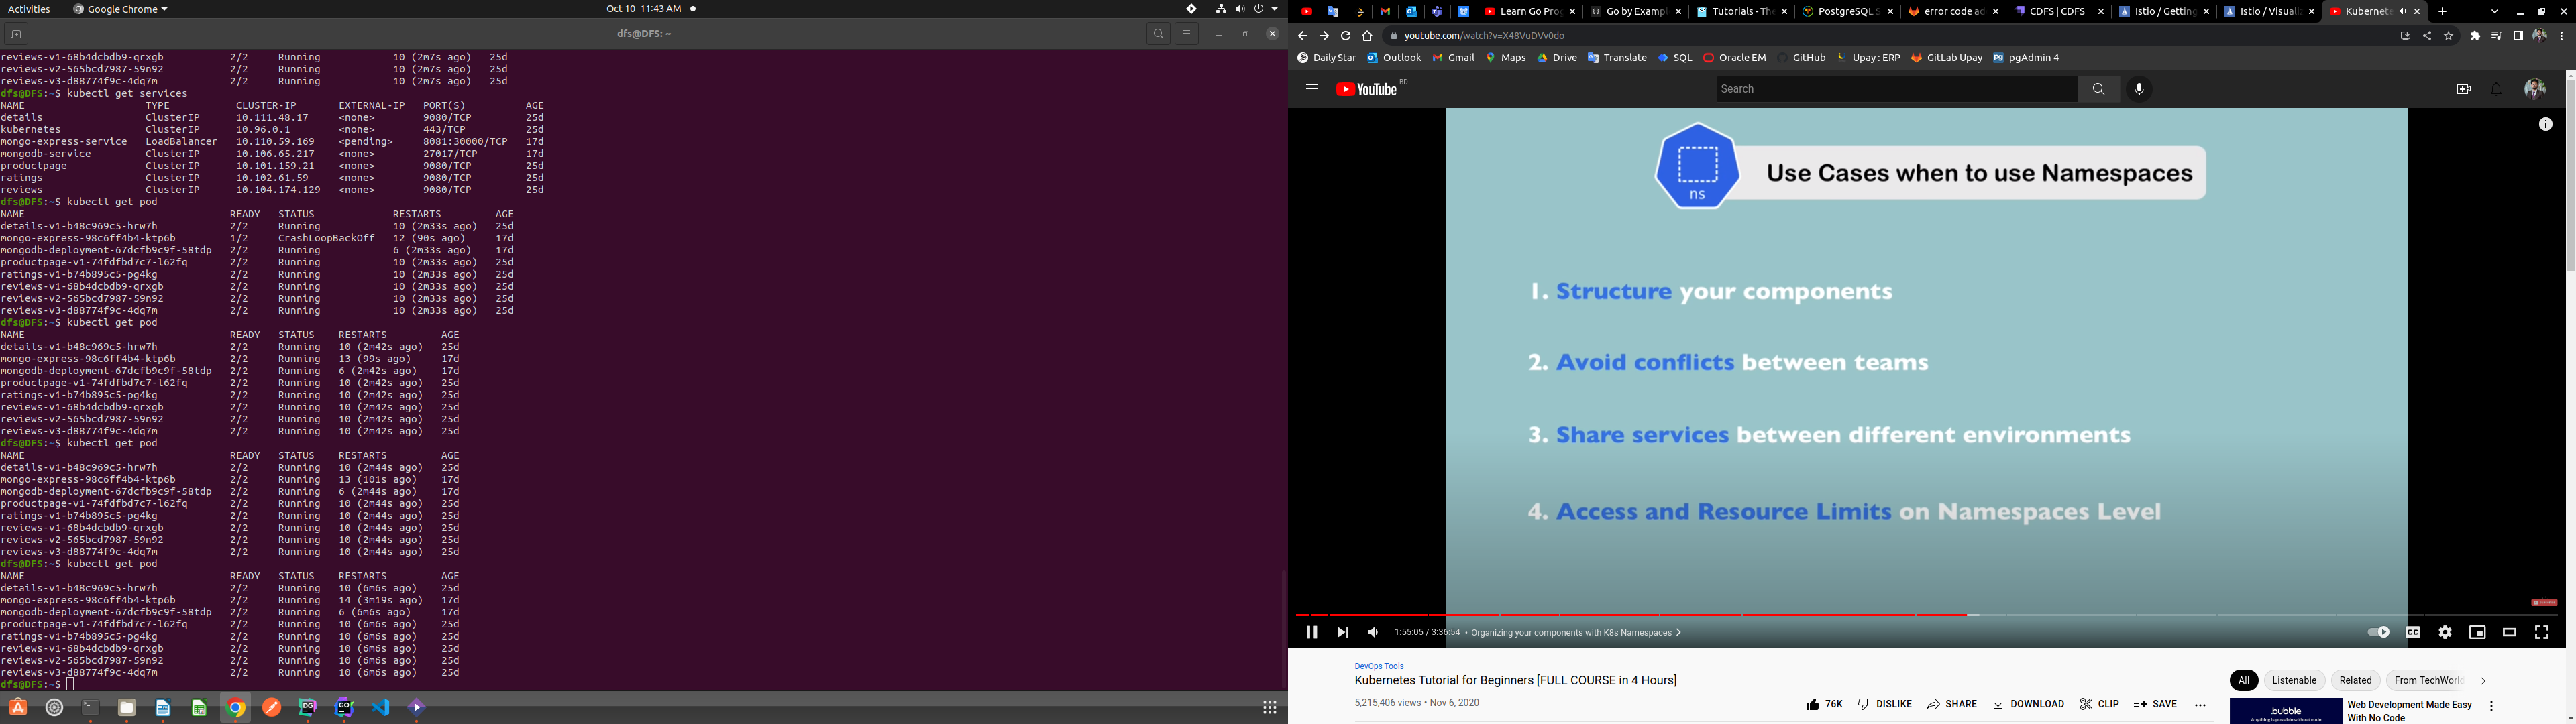 Activities Google Chrome Oct 10 11:43 AM
dfs@DFS: ~
reviews-v1-68b4dcbdb9-qrxgb 2/2 Running 10 (2m7s ago) 25d
reviews-v2-565bcd7987-59n92 2/2 Running 10 (2m7s ago) 25d
reviews-v3-d88774f9c-4dq7m 2/2 Running 10 (2m7s ago) 25d
dfs@DFS:~$ kubectl get services
NAME TYPE CLUSTER-IP EXTERNAL-IP PORT(S) AGE
details ClusterIP 10.111.48.17 <none> 9080/TCP 25d
kubernetes ClusterIP 10.96.0.1 <none> 443/TCP 25d
mongo-express-service LoadBalancer 10.110.59.169 <pending> 8081:30000/TCP 17d
mongodb-service ClusterIP 10.106.65.217 <none> 27017/TCP 17d
productpage ClusterIP 10.101.159.21 <none> 9080/TCP 25d
ratings ClusterIP 10.102.61.59 <none> 9080/TCP 25d
reviews ClusterIP 10.104.174.129 <none> 9080/TCP 25d
dfs@DFS:~$ kubectl get pod
NAME READY STATUS RESTARTS AGE
details-v1-b48c969c5-hrw7h 2/2 Running 10 (2m33s ago) 25d
mongo-express-98c6ff4b4-ktp6b 1/2 CrashLoopBackOff 12 (90s ago) 17d
mongodb-deployment-67dcfb9c9f-58tdp 2/2 Running 6 (2m33s ago) 17d
productpage-v1-74fdfbd7c7-l62fq 2/2 Running 10 (2m33s ago) 25d
ratings-v1-b74b895c5-pg4kg 2/2 Running 10 (2m33s ago) 25d
reviews-v1-68b4dcbdb9-qrxgb 2/2 Running 10 (2m33s ago) 25d
reviews-v2-565bcd7987-59n92 2/2 Running 10 (2m33s ago) 25d
reviews-v3-d88774f9c-4dq7m 2/2 Running 10 (2m33s ago) 25d
dfs@DFS:~$ kubectl get pod
NAME READY STATUS RESTARTS AGE
details-v1-b48c969c5-hrw7h 2/2 Running 10 (2m42s ago) 25d
mongo-express-98c6ff4b4-ktp6b 2/2 Running 13 (99s ago) 17d
mongodb-deployment-67dcfb9c9f-58tdp 2/2 Running 6 (2m42s ago) 17d
productpage-v1-74fdfbd7c7-l62fq 2/2 Running 10 (2m42s ago) 25d
ratings-v1-b74b895c5-pg4kg 2/2 Running 10 (2m42s ago) 25d
reviews-v1-68b4dcbdb9-qrxgb 2/2 Running 10 (2m42s ago) 25d
reviews-v2-565bcd7987-59n92 2/2 Running 10 (2m42s ago) 25d
reviews-v3-d88774f9c-4dq7m 2/2 Running 10 (2m42s ago) 25d
dfs@DFS:~$ kubectl get pod
NAME READY STATUS RESTARTS AGE
details-v1-b48c969c5-hrw7h 2/2 Running 10 (2m44s ago) 25d
mongo-express-98c6ff4b4-ktp6b 2/2 Running 13 (101s ago) 17d
mongodb-deployment-67dcfb9c9f-58tdp 2/2 Running 6 (2m44s ago) 17d
productpage-v1-74fdfbd7c7-l62fq 2/2 Running 10 (2m44s ago) 25d
ratings-v1-b74b895c5-pg4kg 2/2 Running 10 (2m44s ago) 25d
reviews-v1-68b4dcbdb9-qrxgb 2/2 Running 10 (2m44s ago) 25d
reviews-v2-565bcd7987-59n92 2/2 Running 10 (2m44s ago) 25d
reviews-v3-d88774f9c-4dq7m 2/2 Running 10 (2m44s ago) 25d
dfs@DFS:~$ kubectl get pod
NAME READY STATUS RESTARTS AGE
details-v1-b48c969c5-hrw7h 2/2 Running 10 (6m6s ago) 25d
mongo-express-98c6ff4b4-ktp6b 2/2 Running 14 (3m19s ago) 17d
mongodb-deployment-67dcfb9c9f-58tdp 2/2 Running 6 (6m6s ago) 17d
productpage-v1-74fdfbd7c7-l62fq 2/2 Running 10 (6m6s ago) 25d
ratings-v1-b74b895c5-pg4kg 2/2 Running 10 (6m6s ago) 25d
reviews-v1-68b4dcbdb9-qrxgb 2/2 Running 10 (6m6s ago) 25d
reviews-v2-565bcd7987-59n92 2/2 Running 10 (6m6s ago) 25d
reviews-v3-d88774f9c-4dq7m 2/2 Running 10 (6m6s ago) 25d
dfs@DFS:~$
Learn Go Pro Go by Exampl Tutorials - The PostgreSQL S error code ad CDFS | CDFS Istio / Getting Istio / Visualiz Kubernete
youtube.com/watch?v=X48VuDVv0do
Daily Star Outlook Gmail Maps Drive Translate SQL Oracle EM GitHub Upay : ERP GitLab Upay pgAdmin 4
YouTube BD Search
ns Use Cases when to use Namespaces
1. Structure your components
2. Avoid conflicts between teams
3. Share services between different environments
4. Access and Resource Limits on Namespaces Level
1:55:05 / 3:36:54 • Organizing your components with K8s Namespaces
DevOps Tools
Kubernetes Tutorial for Beginners [FULL COURSE in 4 Hours]
5,215,406 views • Nov 6, 2020
76K DISLIKE SHARE DOWNLOAD CLIP SAVE
All Listenable Related From TechWorld
.bubble
Anything is possible without code
Web Development Made Easy
With No Code